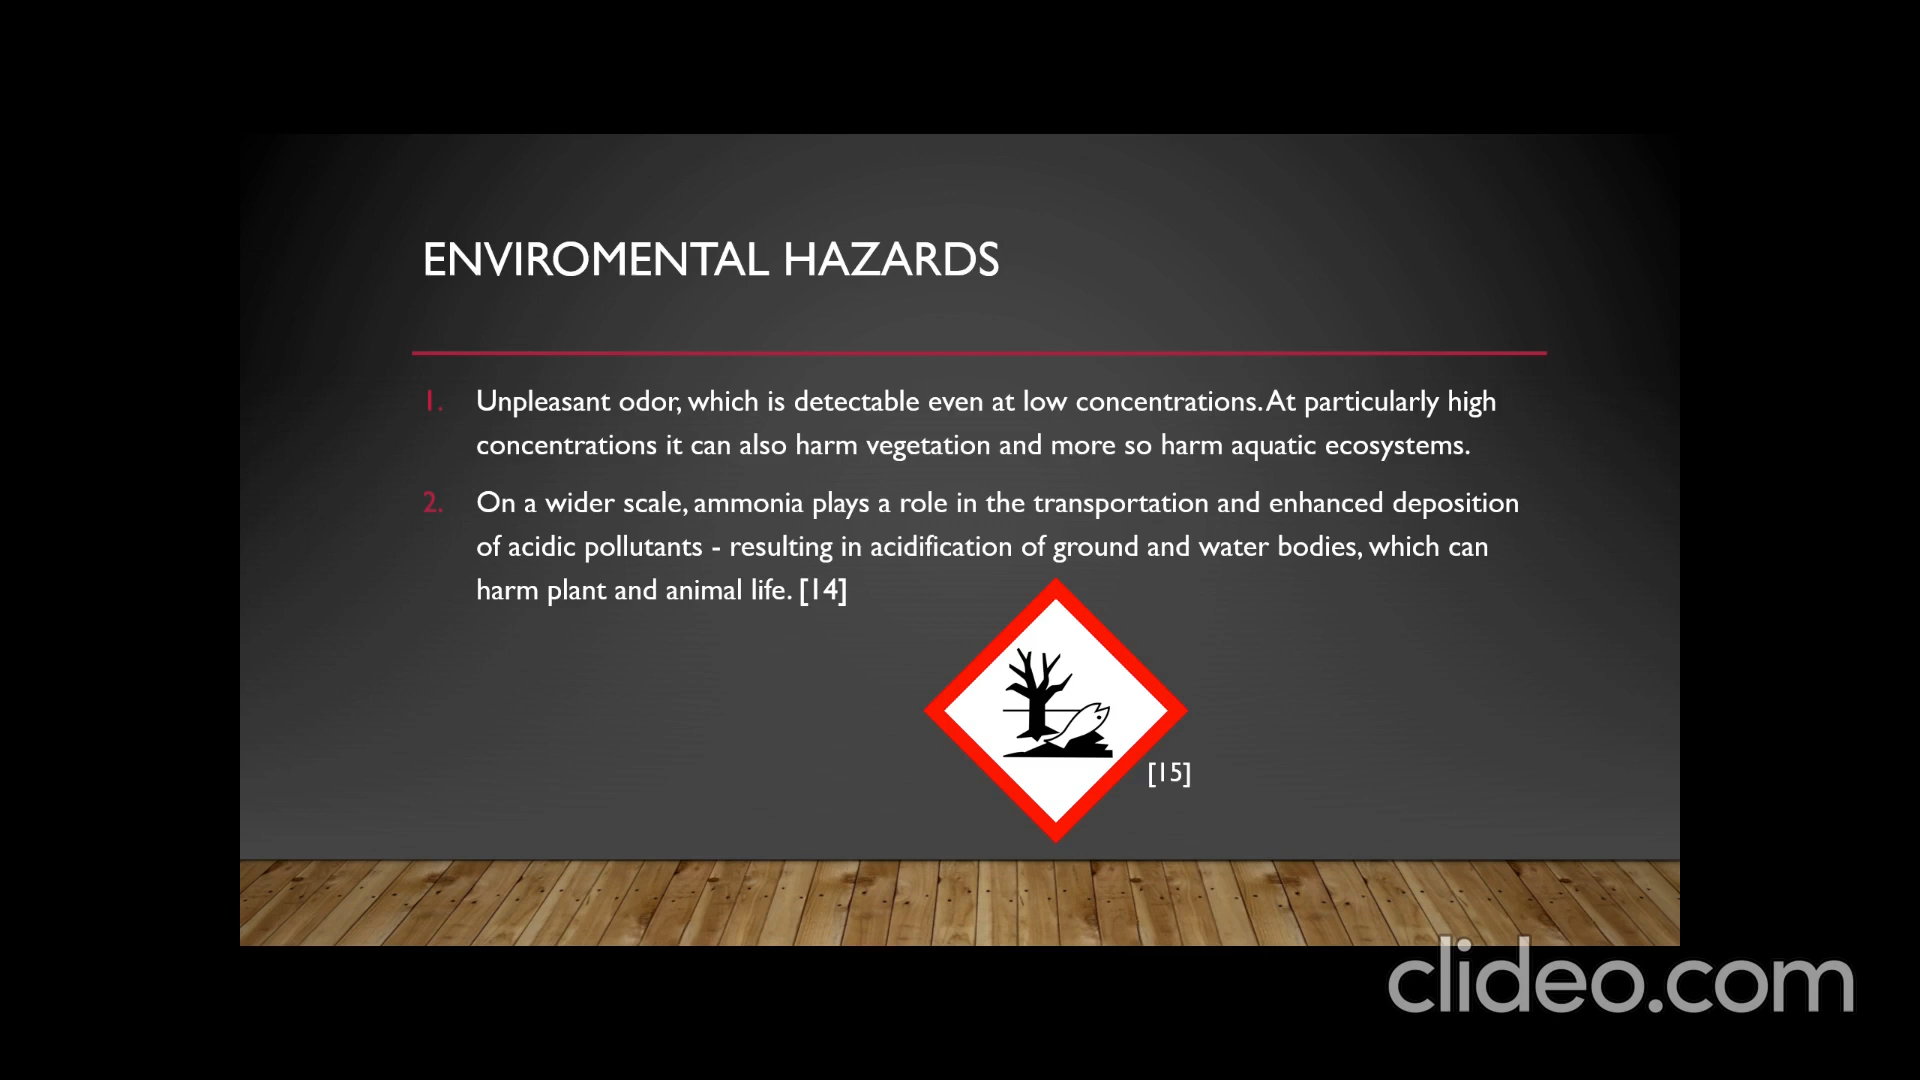 ENVIROMENTAL HAZARDS
1. Unpleasant odor, which is detectable even at low concentrations. At particularly high
concentrations it can also harm vegetation and more so harm aquatic ecosystems.
2. On a wider scale, ammonia plays a role in the transportation and enhanced deposition
of acidic pollutants - resulting in acidification of ground and water bodies, which can
harm plant and animal life. [14]
[15]
clideo.com